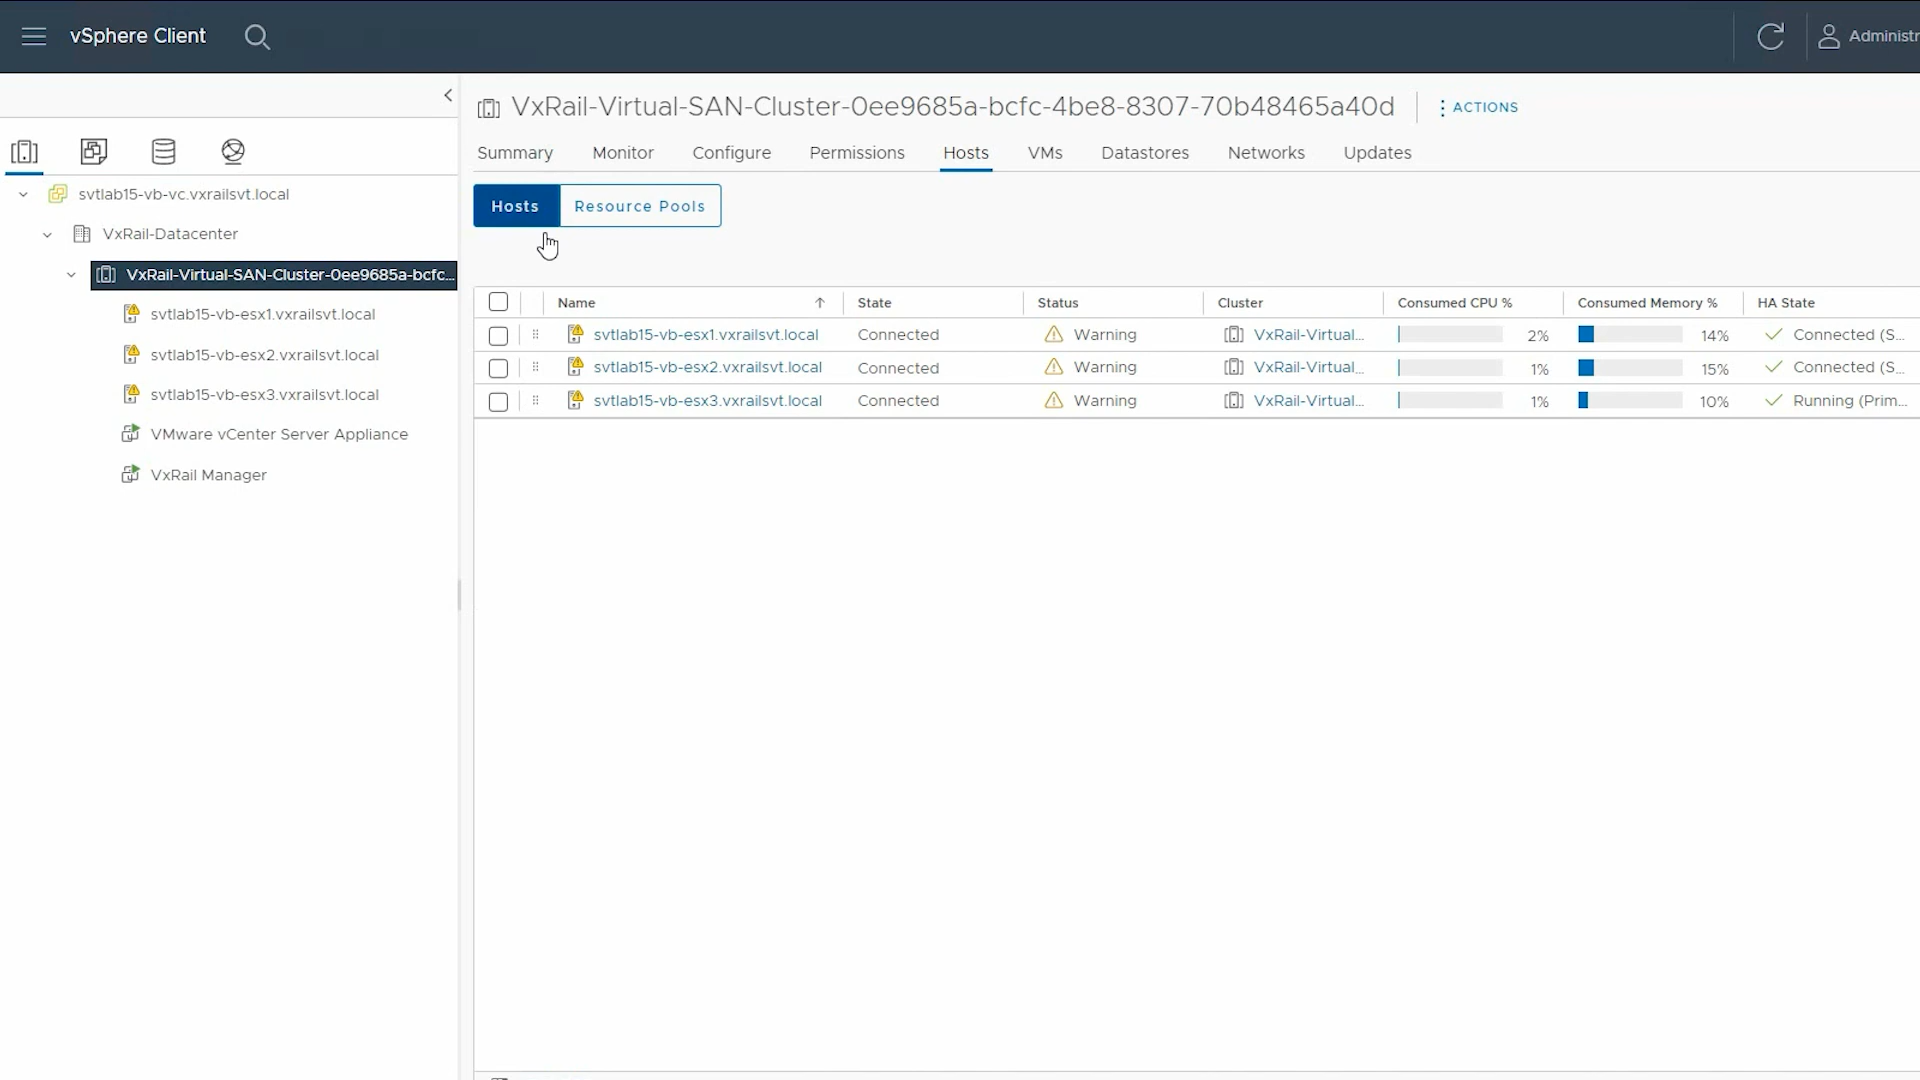 vSphere Client
Administr
VxRail-Virtual-SAN-Cluster-0ee9685a-bcfc-4be8-8307-70b48465a40d
ACTIONS
Summary Monitor Configure Permissions Hosts VMs Datastores Networks Updates
svtlab15-vb-vc.vxrailsvt.local
VxRail-Datacenter
VxRail-Virtual-SAN-Cluster-0ee9685a-bcfc...
svtlab15-vb-esx1.vxrailsvt.local
svtlab15-vb-esx2.vxrailsvt.local
svtlab15-vb-esx3.vxrailsvt.local
VMware vCenter Server Appliance
VxRail Manager
Hosts Resource Pools
Name State Status Cluster Consumed CPU % Consumed Memory % HA State
svtlab15-vb-esx1.vxrailsvt.local Connected Warning VxRail-Virtual... 2% 14% Connected (S...
svtlab15-vb-esx2.vxrailsvt.local Connected Warning VxRail-Virtual... 1% 15% Connected (S...
svtlab15-vb-esx3.vxrailsvt.local Connected Warning VxRail-Virtual... 1% 10% Running (Prim...